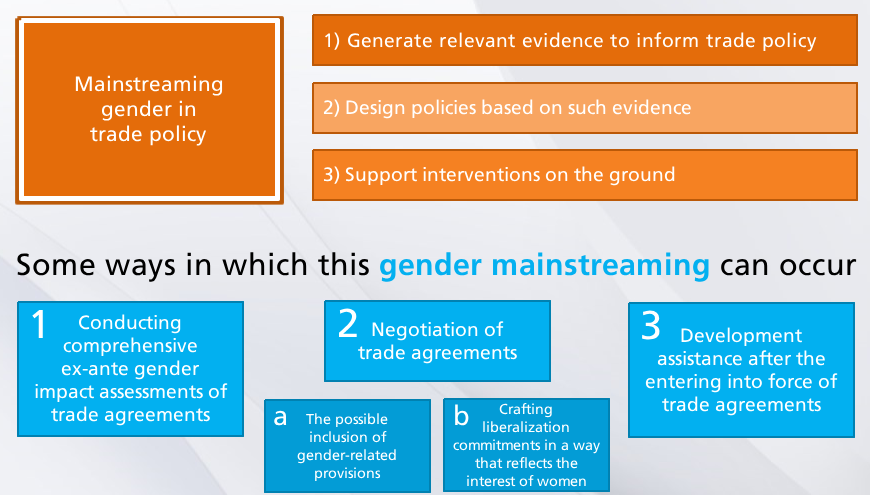 Mainstreaming
gender in
trade policy
1) Generate relevant evidence to inform trade policy
2) Design policies based on such evidence
3) Support interventions on the ground
Some ways in which this gender mainstreaming can occur
1 Conducting
comprehensive
ex-ante gender
impact assessments of
trade agreements
2 Negotiation of
trade agreements
a The possible
inclusion of
gender-related
provisions
b Crafting
liberalization
commitments in a way
that reflects the
interest of women
3 Development
assistance after the
entering into force of
trade agreements